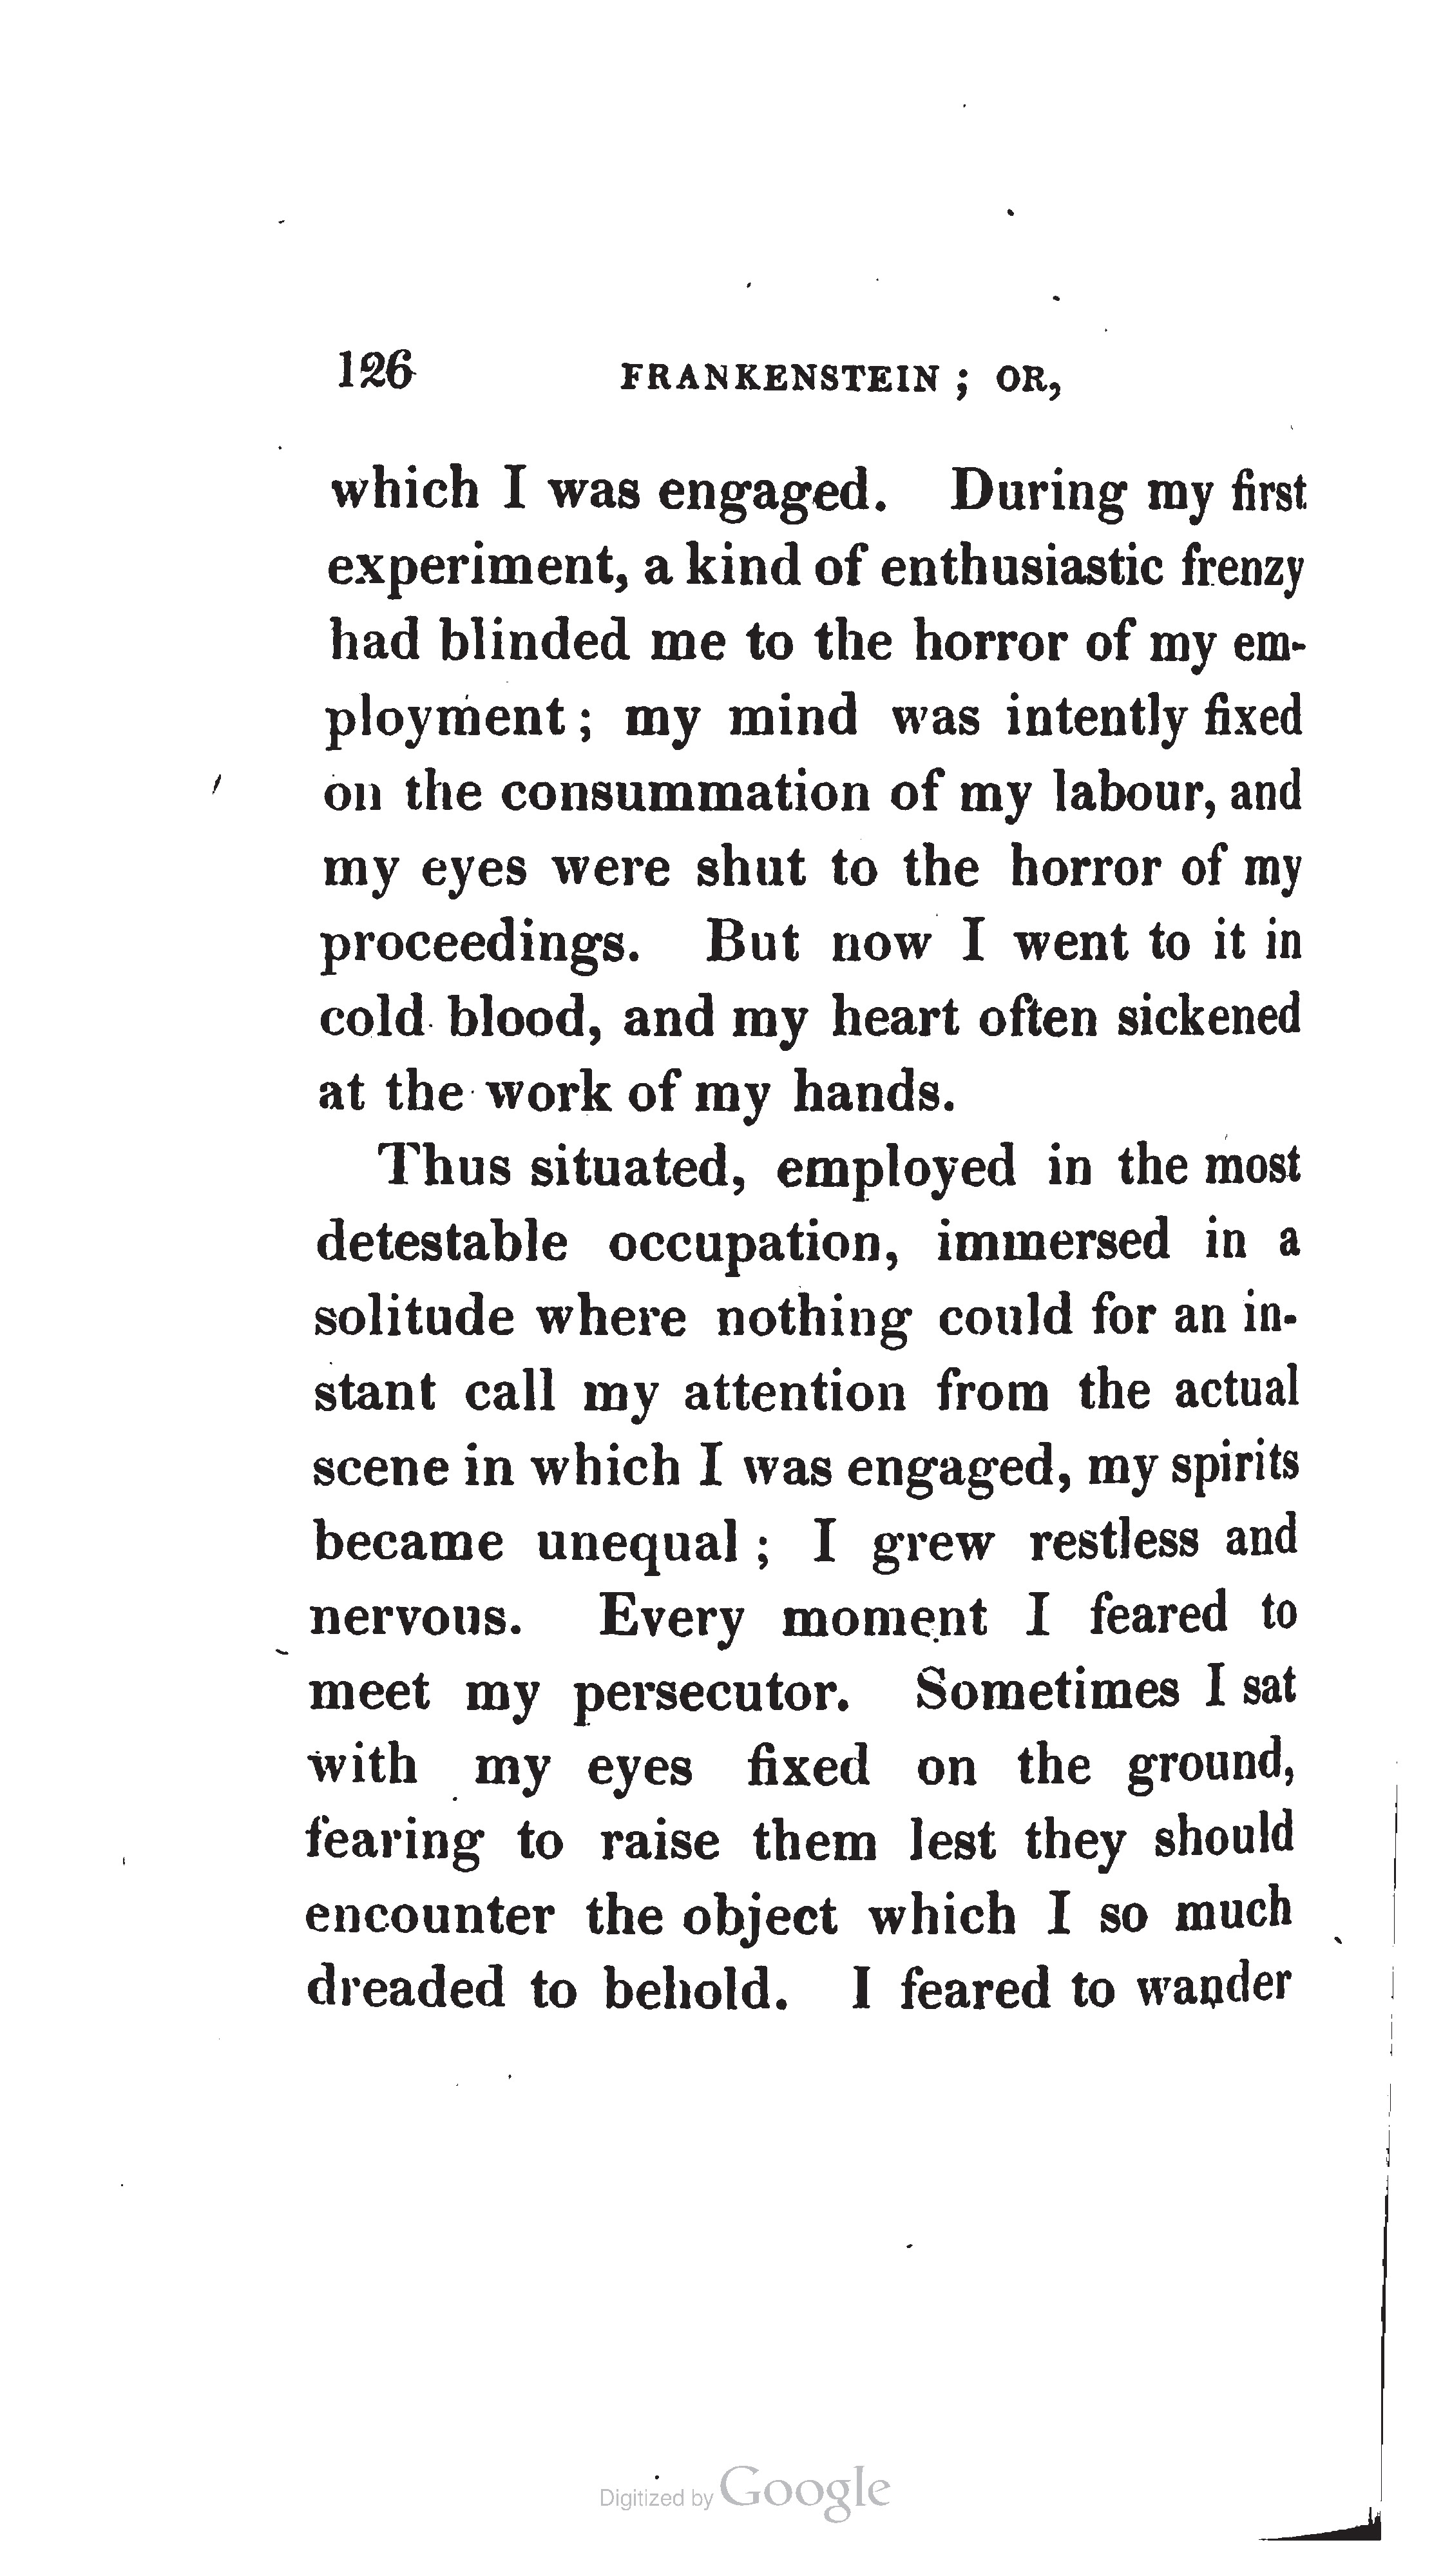 126 FRANKENSTEIN ; OR,
which I was engaged. During my first
experiment, a kind of enthusiastic frenzy
had blinded me to the horror of my em-
ployment ; my mind was intently fixed
on the consummation of my labour, and
my eyes were shut to the horror of my
proceedings. But now I went to it in
cold blood, and my heart often sickened
at the work of my hands.
Thus situated, employed in the most
detestable occupation, immersed in a
solitude where nothing could for an in-
stant call my attention from the actual
scene in which I was engaged, my spirits
became unequal ; I grew restless and
nervous. Every moment I feared to
meet my persecutor. Sometimes I sat
with my eyes fixed on the ground,
fearing to raise them lest they should
encounter the object which I so much
dreaded to behold. I feared to wander
Digitized by Google